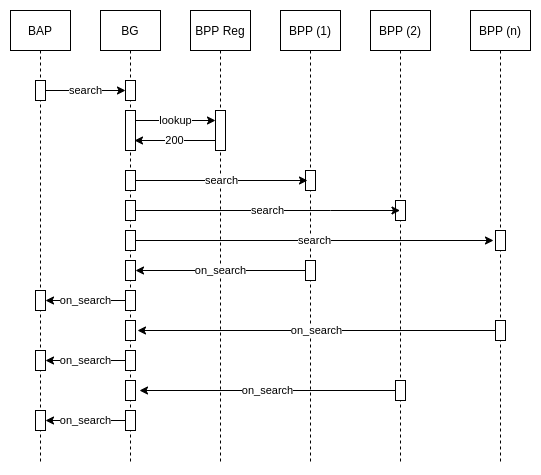 BAP
BG
BPP Reg
BPP (1)
BPP (2)
BPP (n)
search
lookup
200
search
search
search
on_search
on_search
on_search
on_search
on_search
on_search